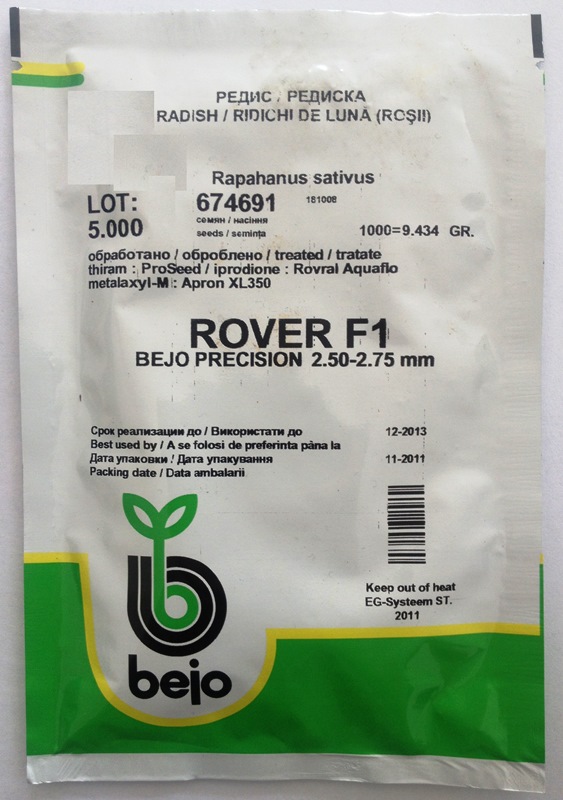 РЕДИС / РЕДИСКА
RADISH / RIDICHI DE LUNĂ (ROŞII)
Rapahanus sativus
LOT: 674691 181008
5.000 семян / насіння
seeds / seminţa 1000=9.434 GR.
обработано / оброблено / treated / tratate
thiram : ProSeed / iprodione : Rovral Aquaflo
metalaxyl-M : Apron XL350
ROVER F1
BEJO PRECISION 2.50-2.75 mm
Срок реализации до / Використати до 12-2013
Best used by / A se folosi de preferinta pâna la
Дата упаковки / Дата упакування 11-2011
Packing date / Data ambalarii
Keep out of heat
EG-Systeem ST.
2011
bejo